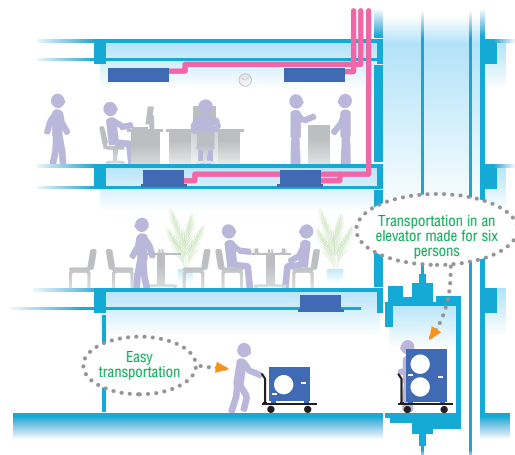 Transportation in an
elevator made for six
persons
Easy
transportation